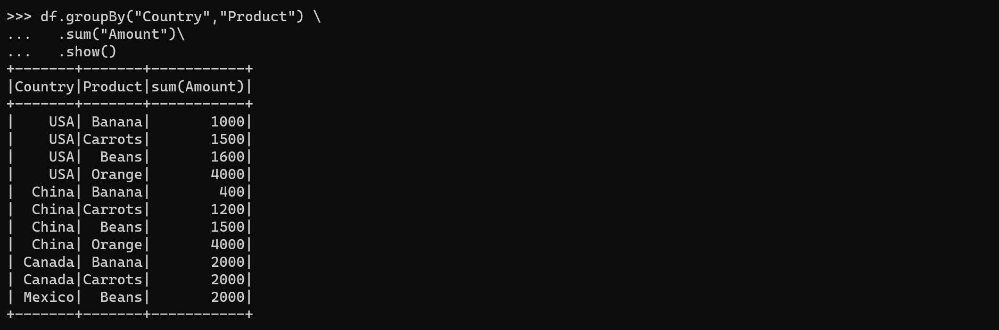 >>> df.groupBy("Country","Product") \
...   .sum("Amount")\
...   .show()
+-------+-------+-----------+
|Country|Product|sum(Amount)|
+-------+-------+-----------+
|    USA| Banana|       1000|
|    USA|Carrots|       1500|
|    USA|  Beans|       1600|
|    USA| Orange|       4000|
|  China| Banana|        400|
|  China|Carrots|       1200|
|  China|  Beans|       1500|
|  China| Orange|       4000|
| Canada| Banana|       2000|
| Canada|Carrots|       2000|
| Mexico|  Beans|       2000|
+-------+-------+-----------+